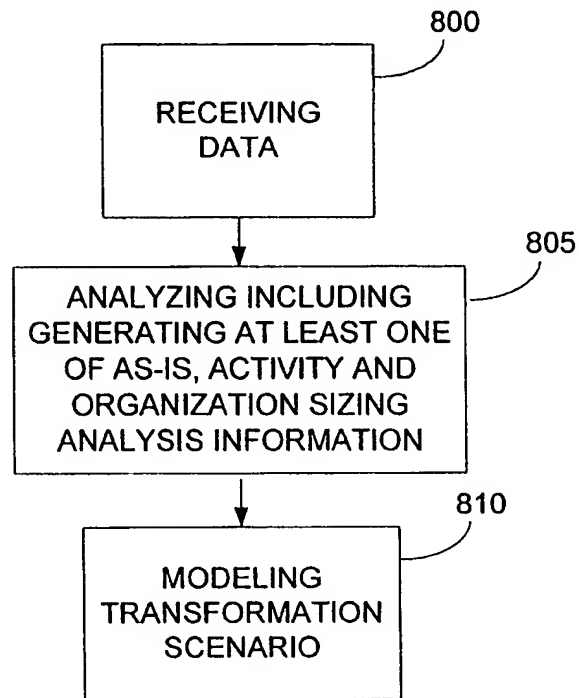 800
RECEIVING
DATA
805
ANALYZING INCLUDING
GENERATING AT LEAST ONE
OF AS-IS, ACTIVITY AND
ORGANIZATION SIZING
ANALYSIS INFORMATION
810
MODELING
TRANSFORMATION
SCENARIO